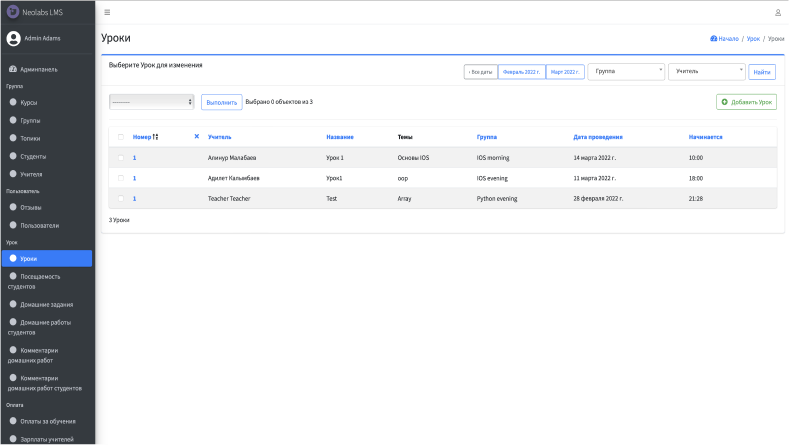 Neolabs LMS
Admin Adams
Админпанель
Группа
Курсы
Группы
Топики
Студенты
Учителя
Пользователь
Отзывы
Пользователи
Урок
Уроки
Посещаемость
студентов
Домашние задания
Домашние работы
студентов
Комментарии
домашних работ
Комментарии
домашних работ студентов
Оплата
Оплаты за обучения
Зарплаты учителей
Уроки
Начало / Урок / Уроки
Выберите Урок для изменения
‹ Все даты Февраль 2022 г. Март 2022 г. Группа Учитель Найти
--------- Выполнить Выбрано 0 объектов из 3 Добавить Урок
Номер Учитель Название Темы Группа Дата проведения Начинается
1 Алинур Малабаев Урок 1 Основы IOS IOS morning 14 марта 2022 г. 10:00
1 Адилет Калыибаев Урок1 oop IOS evening 11 марта 2022 г. 18:00
1 Teacher Teacher Test Array Python evening 28 февраля 2022 г. 21:28
3 Уроки